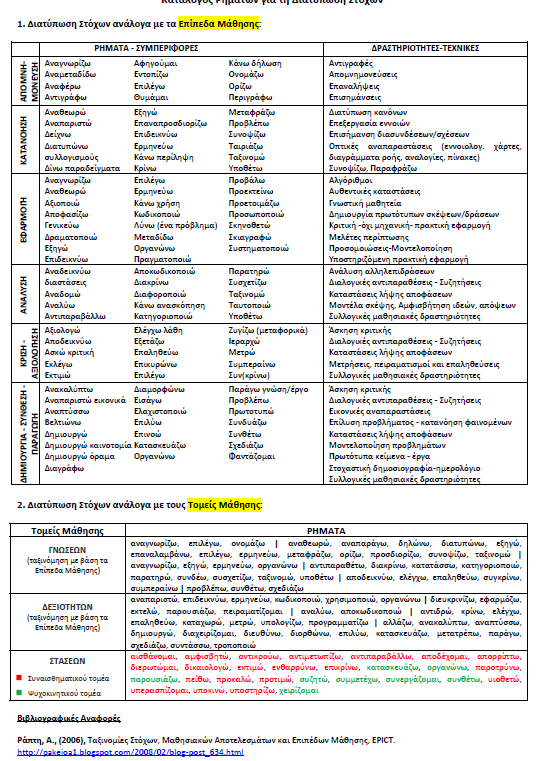 Κατάλογος Ρημάτων για τη Διατύπωση Στόχων
1. Διατύπωση Στόχων ανάλογα με τα Επίπεδα Μάθησης:
ΡΗΜΑΤΑ - ΣΥΜΠΕΡΙΦΟΡΕΣ ΔΡΑΣΤΗΡΙΟΤΗΤΕΣ-ΤΕΧΝΙΚΕΣ
ΑΠΟΜΝΗ-ΜΟΝΕΥΣΗ
Αναγνωρίζω Αφηγούμαι Κάνω δήλωση Αντιγραφές
Αναμεταδίδω Εντοπίζω Ονομάζω Απομνημονεύσεις
Αναφέρω Επιλέγω Ορίζω Επαναλήψεις
Αντιγράφω Θυμάμαι Περιγράφω Επισημάνσεις
ΚΑΤΑΝΟΗΣΗ
Αναθεωρώ Εξηγώ Μεταφράζω Διατύπωση κανόνων
Αναπαριστώ Επαναπροσδιορίζω Προβλέπω Επεξεργασία εννοιών
Δείχνω Επιδεικνύω Συνοψίζω Επισήμανση διασυνδέσεων/σχέσεων
Διατυπώνω Ερμηνεύω Ταιριάζω Οπτικές αναπαραστάσεις (εννοιολογ. χάρτες,
συλλογισμούς Κάνω περίληψη Ταξινομώ διαγράμματα ροής, αναλογίες, πίνακες)
Δίνω παραδείγματα Κρίνω Υποθέτω Συνοψίζω, Παραφράζω
ΕΦΑΡΜΟΓΗ
Αναγνωρίζω Επιλέγω Προβάλω Αλγόριθμοι
Αναθεωρώ Ερμηνεύω Προεκτείνω Αυθεντικές καταστάσεις
Αξιοποιώ Κάνω χρήση Προετοιμάζω Γνωστική μαθητεία
Αποφασίζω Κωδικοποιώ Προσωποποιώ Δημιουργία πρωτότυπων σκέψεων/δράσεων
Γενικεύω Λύνω (ένα πρόβλημα) Σκηνοθετώ Κριτική -όχι μηχανική- πρακτική εφαρμογή
Δραματοποιώ Μεταδίδω Σκιαγραφώ Μελέτες περίπτωσης
Εξηγώ Οργανώνω Συστηματοποιώ Προσομοιώσεις-Μοντελοποίηση
Επιδεικνύω Πραγματοποιώ Υποστηριζόμενη πρακτική εφαρμογή
ΑΝΑΛΥΣΗ
Αναδεικνύω Αποκωδικοποιώ Παρατηρώ Ανάλυση αλληλεπιδράσεων
διαστάσεις Διακρίνω Συσχετίζω Διαλογικές αντιπαραθέσεις - Συζητήσεις
Αναδομώ Διαφοροποιώ Ταξινομώ Καταστάσεις λήψης αποφάσεων
Αναλύω Κάνω ανασκόπηση Ταυτοποιώ Μοντέλα σκέψης, Αμφισβήτηση ιδεών, απόψεων
Αντιπαραβάλλω Κατηγοριοποιώ Υποθέτω Συλλογικές μαθησιακές δραστηριότητες
ΚΡΙΣΗ - ΑΞΙΟΛΟΓΗΣΗ
Αξιολογώ Ελέγχω λάθη Ζυγίζω (μεταφορικά) Άσκηση κριτικής
Αποδεικνύω Εξετάζω Ιεραρχώ Διαλογικές αντιπαραθέσεις - Συζητήσεις
Ασκώ κριτική Επαληθεύω Μετρώ Καταστάσεις λήψης αποφάσεων
Εκλέγω Επικυρώνω Συμπεραίνω Μετρήσεις, πειραματισμοί και επαληθεύσεις
Εκτιμώ Επιλέγω Συν(κρίνω) Συλλογικές μαθησιακές δραστηριότητες
ΔΗΜΙΟΥΡΓΙΑ - ΣΥΝΘΕΣΗ - ΠΑΡΑΓΩΓΗ
Ανακαλύπτω Διαμορφώνω Παράγω γνώση/έργο Άσκηση κριτικής
Αναπαριστώ εικονικά Εισάγω Προβλέπω Διαλογικές αντιπαραθέσεις - Συζητήσεις
Αναπτύσσω Ελαχιστοποιώ Πρωτοτυπώ Εικονικές αναπαραστάσεις
Βελτιώνω Επιλύω Συνδυάζω Επίλυση προβλήματος - κατανόηση φαινομένων
Δημιουργώ Επινοώ Συνθέτω Καταστάσεις λήψης αποφάσεων
Δημιουργώ καινοτομία Κατασκευάζω Σχεδιάζω Μοντελοποίηση προβλημάτων
Δημιουργώ όραμα Οργανώνω Φαντάζομαι Πρωτότυπα κείμενα - έργα
Διαγράφω Στοχαστική δημοσιογραφία-ημερολόγιο
Συλλογικές μαθησιακές δραστηριότητες
2. Διατύπωση Στόχων ανάλογα με τους Τομείς Μάθησης:
Τομείς Μάθησης ΡΗΜΑΤΑ
ΓΝΩΣΕΩΝ
(ταξινόμηση με βάση τα
Επίπεδα Μάθησης)
αναγνωρίζω, επιλέγω, ονομάζω | αναθεωρώ, αναπαράγω, δηλώνω, διατυπώνω, εξηγώ,
επαναλαμβάνω, επιλέγω, ερμηνεύω, μεταφράζω, ορίζω, προσδιορίζω, συνοψίζω, ταξινομώ |
αναγνωρίζω, εξηγώ, ερμηνεύω, οργανώνω | αντιπαραθέτω, διακρίνω, κατατάσσω, κατηγοριοποιώ,
παρατηρώ, συνδέω, συσχετίζω, ταξινομώ, υποθέτω | αποδεικνύω, ελέγχω, επαληθεύω, συγκρίνω,
συμπεραίνω | προβλέπω, συνθέτω, σχεδιάζω
ΔΕΞΙΟΤΗΤΩΝ
(ταξινόμηση με βάση τα
Επίπεδα Μάθησης)
αναπαριστώ, επιδεικνύω, ερμηνεύω, κωδικοποιώ, χρησιμοποιώ, οργανώνω | διευκρινίζω, εφαρμόζω,
εκτελώ, παρουσιάζω, πειραματίζομαι | αναλύω, αποκωδικοποιώ | αντιδρώ, κρίνω, ελέγχω,
επαληθεύω, καταχωρώ, μετρώ, υπολογίζω, προγραμματίζω | αλλάζω, ανακαλύπτω, αναπτύσσω,
δημιουργώ, διαχειρίζομαι, διευθύνω, διορθώνω, επιλύω, κατασκευάζω, μετατρέπω, παράγω,
σχεδιάζω, συντάσσω, τροποποιώ
ΣΤΑΣΕΩΝ
Συναισθηματικού τομέα
Ψυχοκινητικού τομέα
αισθάνομαι, αμφισβητώ, αντικρούω, αντιμετωπίζω, αντιπαραβάλλω, αποδέχομαι, απορρίπτω,
διερωτώμαι, δικαιολογώ, εκτιμώ, ενθαρρύνω, επικρίνω, κατασκευάζω, οργανώνω, παροτρύνω,
παρουσιάζω, πείθω, προκαλώ, προτιμώ, συζητώ, συμμετέχω, συνεργάζομαι, συνθέτω, υιοθετώ,
υπερασπίζομαι, υποκινώ, υποστηρίζω, χειρίζομαι
Βιβλιογραφικές Αναφορές
Ράπτη, Α., (2006), Ταξινομίες Στόχων, Μαθησιακών Αποτελεσμάτων και Επιπέδων Μάθησης, EPICT.
http://pakeioa1.blogspot.com/2008/02/blog-post_634.html